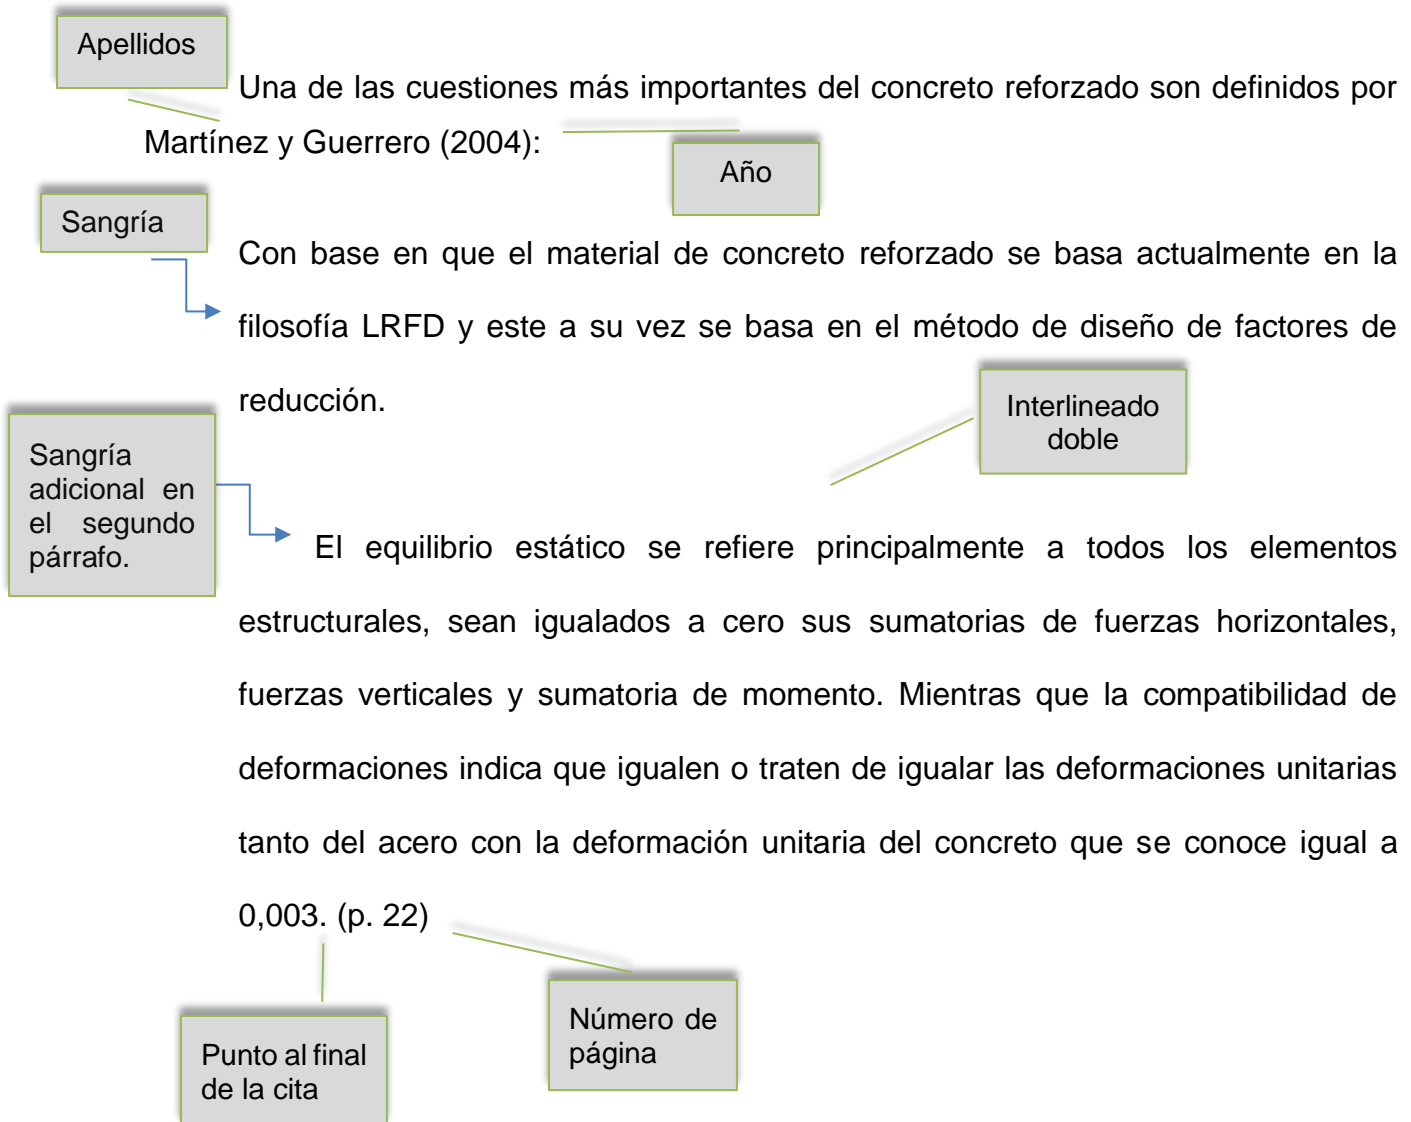 Apellidos
Una de las cuestiones más importantes del concreto reforzado son definidos por
Martínez y Guerrero (2004):
Año
Sangría
Con base en que el material de concreto reforzado se basa actualmente en la
filosofía LRFD y este a su vez se basa en el método de diseño de factores de
reducción.
Interlineado
doble
Sangría
adicional en
el segundo
párrafo.
El equilibrio estático se refiere principalmente a todos los elementos
estructurales, sean igualados a cero sus sumatorias de fuerzas horizontales,
fuerzas verticales y sumatoria de momento. Mientras que la compatibilidad de
deformaciones indica que igualen o traten de igualar las deformaciones unitarias
tanto del acero con la deformación unitaria del concreto que se conoce igual a
0,003. (p. 22)
Número de
página
Punto al final
de la cita